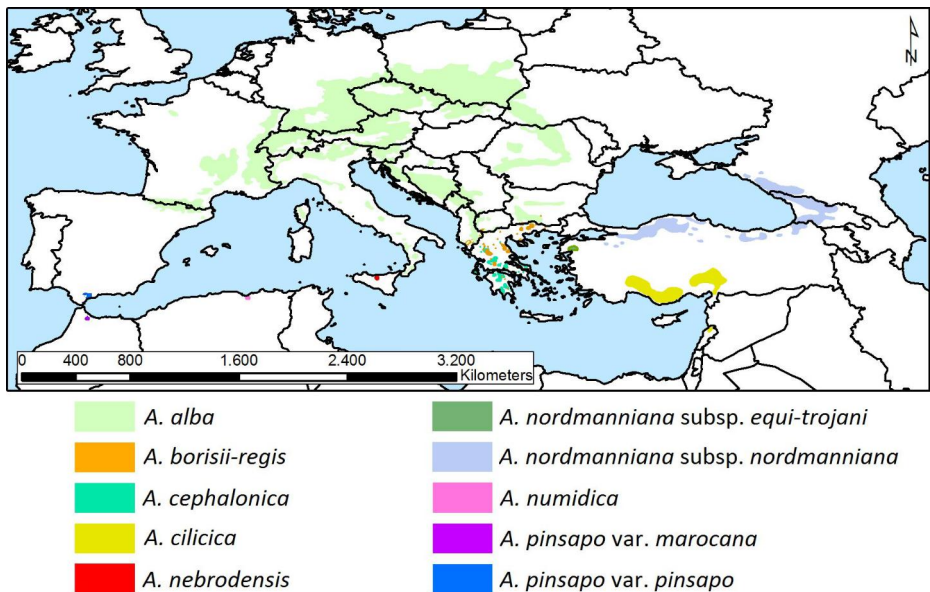 N
0 400 800 1.600 2.400 3.200
Kilometers
A. alba
A. borisii-regis
A. cephalonica
A. cilicica
A. nebrodensis
A. nordmanniana subsp. equi-trojani
A. nordmanniana subsp. nordmanniana
A. numidica
A. pinsapo var. marocana
A. pinsapo var. pinsapo